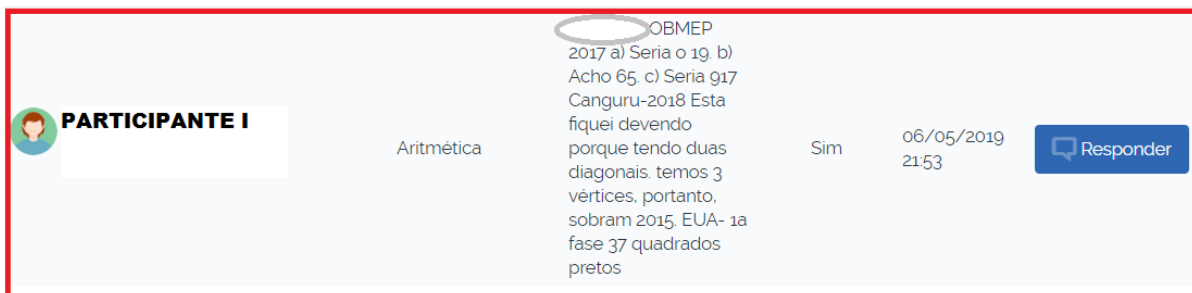 OBMEP
2017 a) Seria o 19. b)
Acho 65. c) Seria 917
Canguru-2018 Esta
fiquei devendo
porque tendo duas
diagonais. temos 3
vértices, portanto,
sobram 2015. EUA- 1a
fase 37 quadrados
pretos
PARTICIPANTE I
Aritmética
Sim
06/05/2019
21:53
Responder